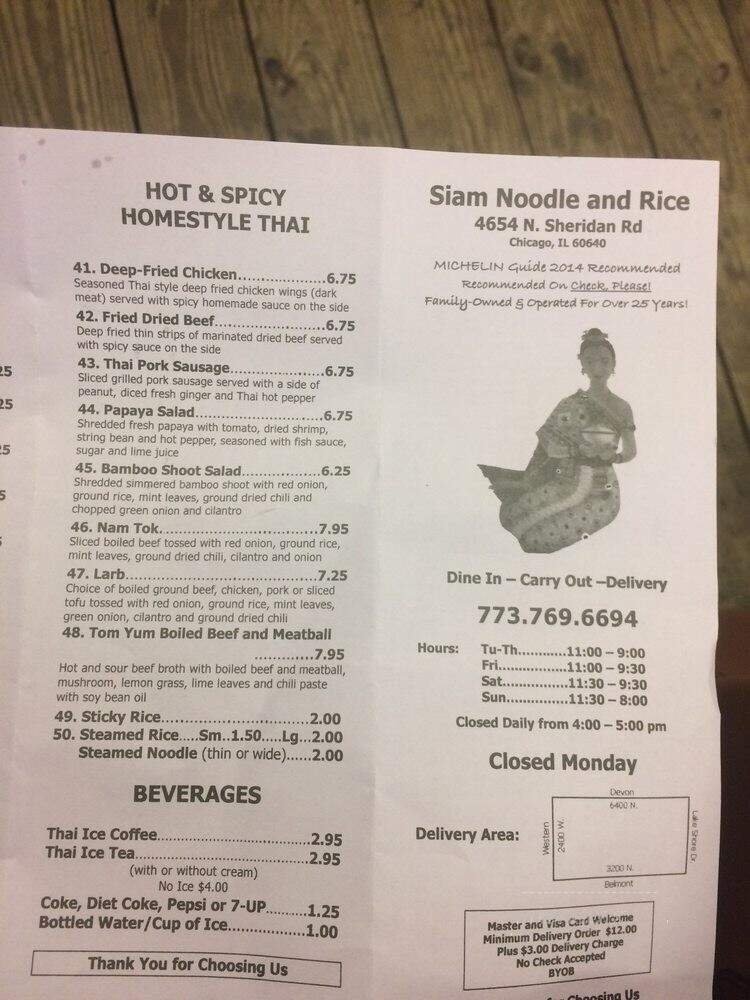 HOT & SPICY
HOMESTYLE THAI
41. Deep-Fried Chicken......................6.75
Seasoned Thai style deep fried chicken wings (dark
meat) served with spicy homemade sauce on the side
42. Fried Dried Beef..........................6.75
Deep fried thin strips of marinated dried beef served
with spicy sauce on the side
43. Thai Pork Sausage.......................6.75
Sliced grilled pork sausage served with a side of
peanut, diced fresh ginger and Thai hot pepper
44. Papaya Salad..............................6.75
Shredded fresh papaya with tomato, dried shrimp,
string bean and hot pepper, seasoned with fish sauce,
sugar and lime juice
45. Bamboo Shoot Salad...................6.25
Shredded simmered bamboo shoot with red onion,
ground rice, mint leaves, ground dried chili and
chopped green onion and cilantro
46. Nam Tok.....................................7.95
Sliced boiled beef tossed with red onion, ground rice,
mint leaves, ground dried chili, cilantro and onion
47. Larb............................................7.25
Choice of boiled ground beef, chicken, pork or sliced
tofu tossed with red onion, ground rice, mint leaves,
green onion, cilantro and ground dried chili
48. Tom Yum Boiled Beef and Meatball
..............7.95
Hot and sour beef broth with boiled beef and meatball,
mushroom, lemon grass, lime leaves and chili paste
with soy bean oil
49. Sticky Rice...................................2.00
50. Steamed Rice.....Sm..1.50.....Lg...2.00
Steamed Noodle (thin or wide)......2.00
BEVERAGES
Thai Ice Coffee....................................2.95
Thai Ice Tea.........................................2.95
(with or without cream)
No Ice $4.00
Coke, Diet Coke, Pepsi or 7-UP..........1.25
Bottled Water/Cup of Ice...................1.00
Thank You for Choosing Us
Siam Noodle and Rice
4654 N. Sheridan Rd
Chicago, IL 60640
MICHELIN Guide 2014 Recommended
Recommended On Check, Please!
Family-Owned & Operated For Over 25 Years!
Dine In – Carry Out –Delivery
773.769.6694
Hours: Tu-Th............11:00 – 9:00
Fri...................11:00 – 9:30
Sat..................11:30 – 9:30
Sun.................11:30 – 8:00
Closed Daily from 4:00 – 5:00 pm
Closed Monday
Delivery Area:
Devon
6400 N.
Western
2400 W.
Lake Shore Dr
3200 N.
Belmont
Master and Visa Card Welcome
Minimum Delivery Order $12.00
Plus $3.00 Delivery Charge
No Check Accepted
BYOB
Choosing Us